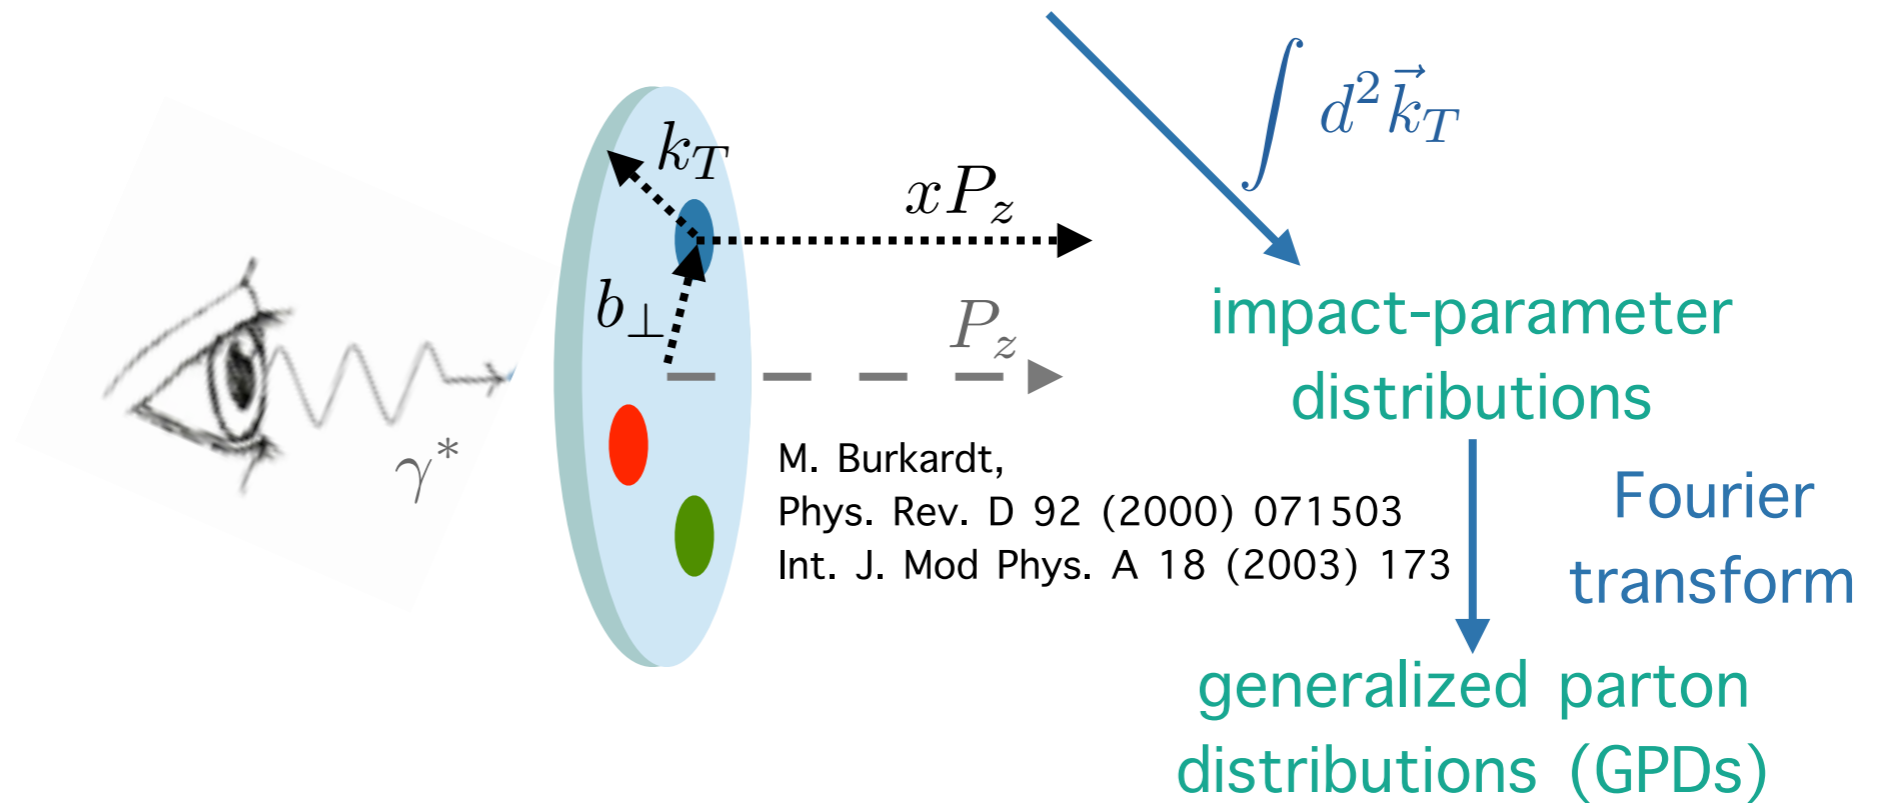 ∫ d²k⃗_T
k_T
xP_z
b_⊥
P_z
γ*
impact-parameter
distributions
M. Burkardt,
Phys. Rev. D 92 (2000) 071503
Int. J. Mod Phys. A 18 (2003) 173
Fourier
transform
generalized parton
distributions (GPDs)